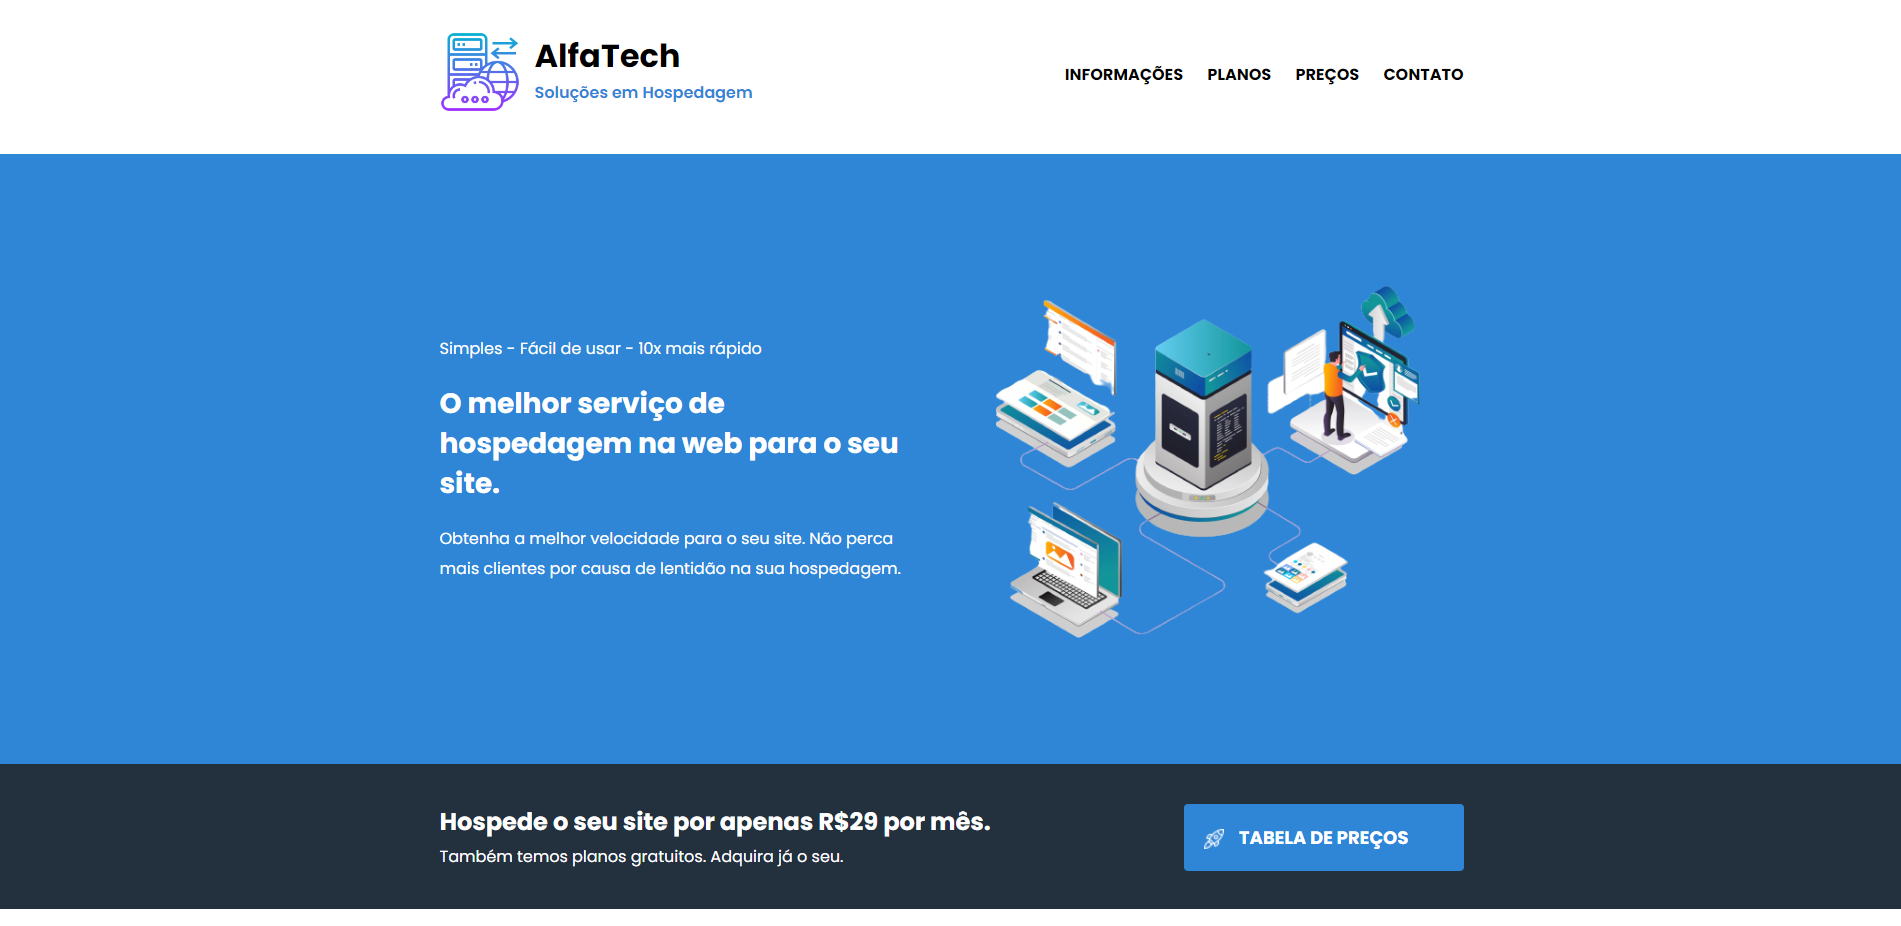 AlfaTech
Soluções em Hospedagem
INFORMAÇÕES PLANOS PREÇOS CONTATO
Simples - Fácil de usar - 10x mais rápido
O melhor serviço de
hospedagem na web para o seu
site.
Obtenha a melhor velocidade para o seu site. Não perca
mais clientes por causa de lentidão na sua hospedagem.
Hospede o seu site por apenas R$29 por mês.
Também temos planos gratuitos. Adquira já o seu.
TABELA DE PREÇOS